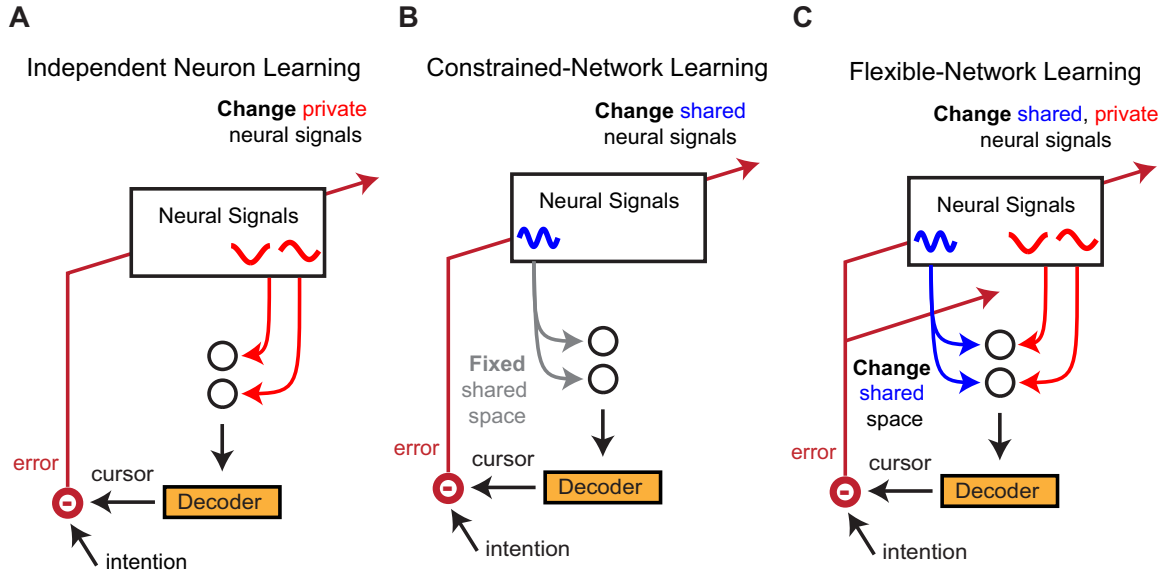 A
Independent Neuron Learning
Change private
neural signals
Neural Signals
error
cursor
Decoder
intention
B
Constrained-Network Learning
Change shared
neural signals
Neural Signals
Fixed
shared
space
error
cursor
Decoder
intention
C
Flexible-Network Learning
Change shared, private
neural signals
Neural Signals
Change
shared
space
error
cursor
Decoder
intention